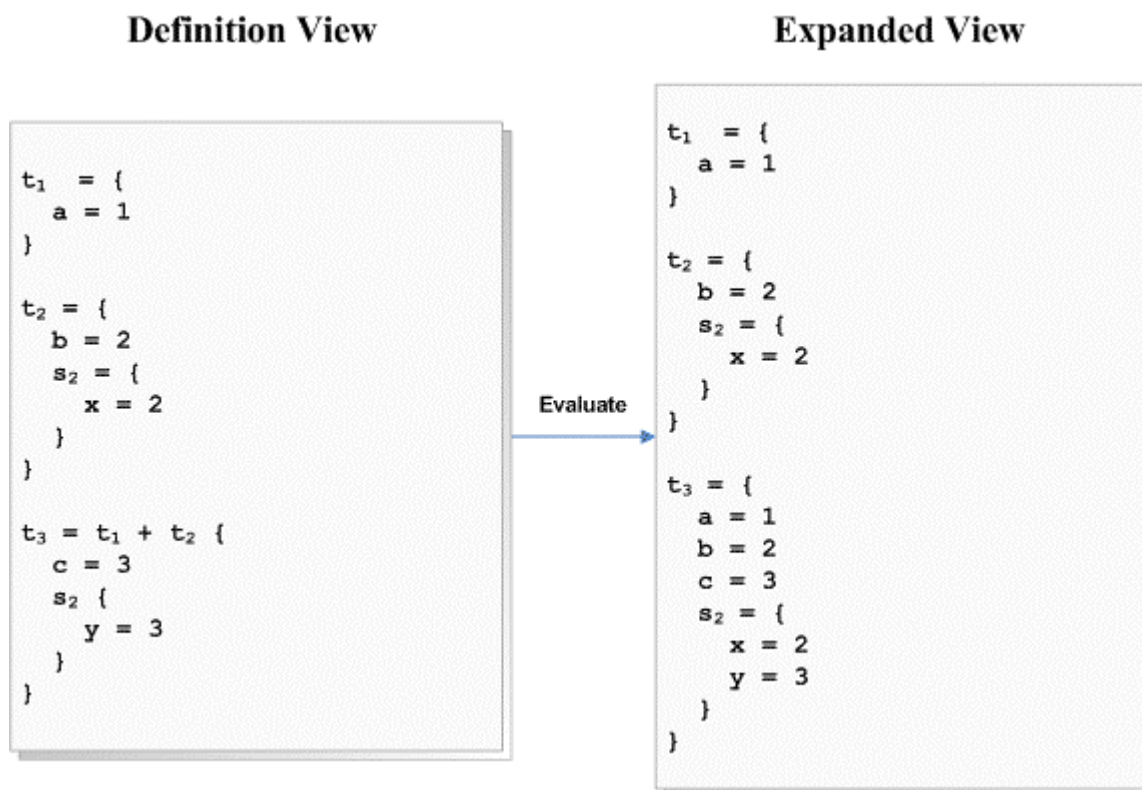 Definition View
t₁ = {
a = 1
}
t₂ = {
b = 2
s₂ = {
x = 2
}
}
t₃ = t₁ + t₂ {
c = 3
s₂ {
y = 3
}
}
Evaluate
Expanded View
t₁ = {
a = 1
}
t₂ = {
b = 2
s₂ = {
x = 2
}
}
t₃ = {
a = 1
b = 2
c = 3
s₂ = {
x = 2
y = 3
}
}